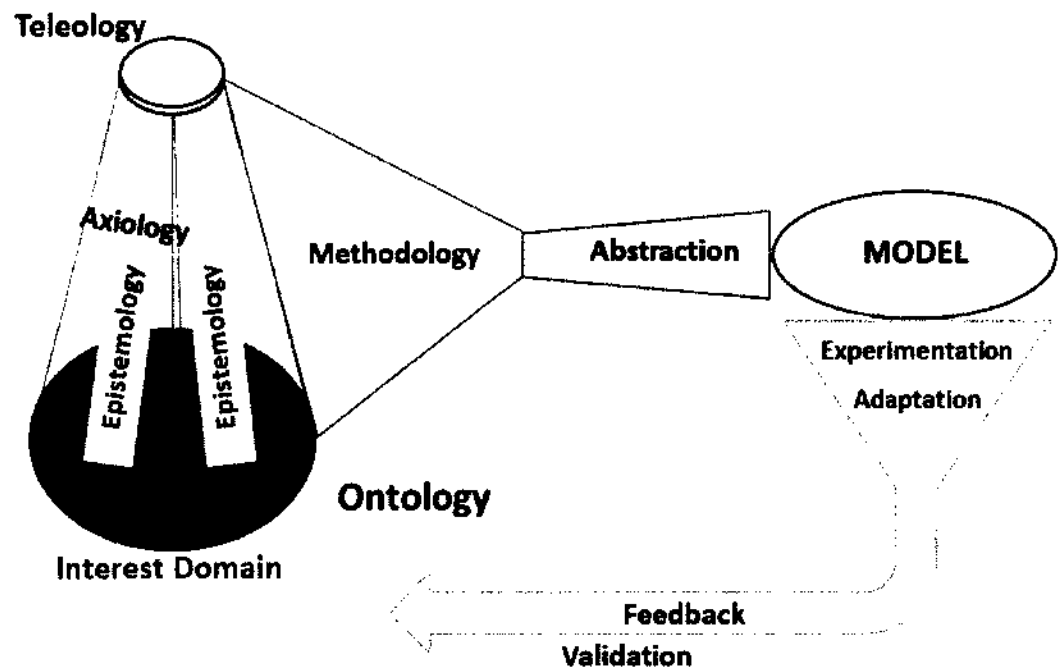 Teleology
Axiology
Epistemology
Epistemology
Methodology
Abstraction
MODEL
Experimentation
Adaptation
Ontology
Interest Domain
Feedback
Validation